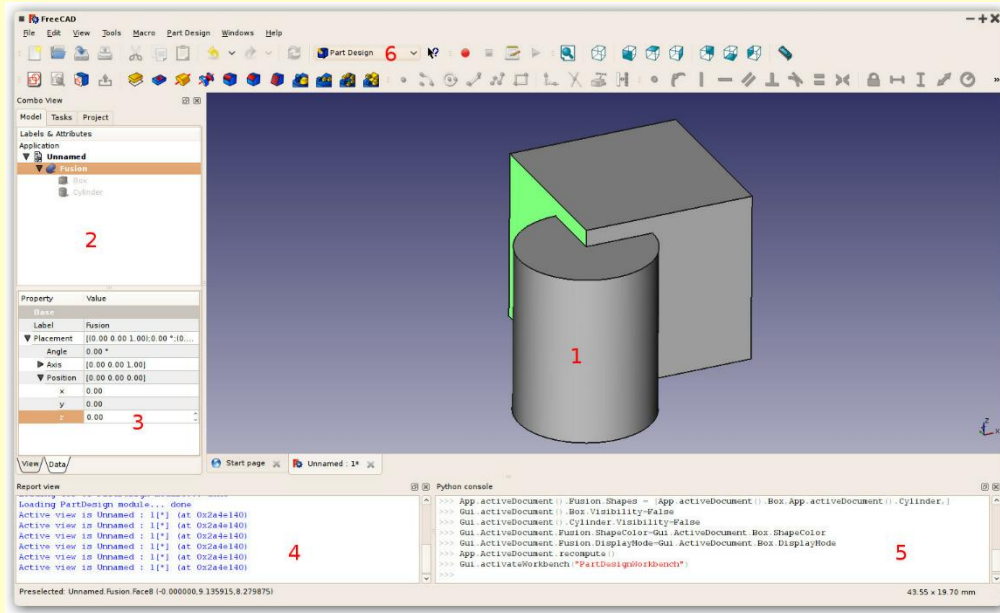 FreeCAD
File Edit View Tools Macro Part Design Windows Help
Part Design 6
Combo View
Model Tasks Project
Labels & Attributes
Application
Unnamed
Fusion
Box
Cylinder
2
1
Property Value
Base
Label Fusion
Placement [(0.00 0.00 1.00);0.00 °;(0....
Angle 0.00 °
Axis [0.00 0.00 1.00]
Position [0.00 0.00 0.00]
x 0.00
y 0.00
z 0.00
3
View Data
Start page Unnamed : 1*
z
x
Report view
Loading PartDesign module... done
Active view is Unnamed : 1[*] (at 0x2a4e140)
Active view is Unnamed : 1[*] (at 0x2a4e140)
Active view is Unnamed : 1[*] (at 0x2a4e140)
Active view is Unnamed : 1[*] (at 0x2a4e140)
Active view is Unnamed : 1[*] (at 0x2a4e140)
Active view is Unnamed : 1[*] (at 0x2a4e140)
4
Python console
>>> App.activeDocument().Fusion.Shapes = [App.activeDocument().Box,App.activeDocument().Cylinder,]
>>> Gui.activeDocument().Box.Visibility=False
>>> Gui.activeDocument().Cylinder.Visibility=False
>>> Gui.ActiveDocument.Fusion.ShapeColor=Gui.ActiveDocument.Box.ShapeColor
>>> Gui.ActiveDocument.Fusion.DisplayMode=Gui.ActiveDocument.Box.DisplayMode
>>> App.ActiveDocument.recompute()
>>> Gui.activateWorkbench("PartDesignWorkbench")
>>>
5
Preselected: Unnamed.Fusion.Face8 (-0.000000,9.135915,8.279875)
43.55 x 19.70 mm